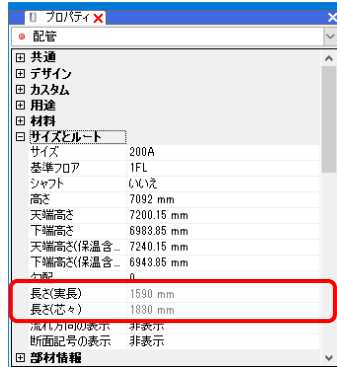 プロパティ
配管
共通
デザイン
カスタム
用途
材料
サイズとルート
サイズ 200A
基準フロア 1FL
シャフト いいえ
高さ 7092 mm
天端高さ 7200.15 mm
下端高さ 6983.85 mm
天端高さ(保温含... 7240.15 mm
下端高さ(保温含... 6943.85 mm
勾配 0
長さ(実長) 1590 mm
長さ(芯々) 1830 mm
流れ方向の表示 非表示
断面記号の表示 非表示
部材情報